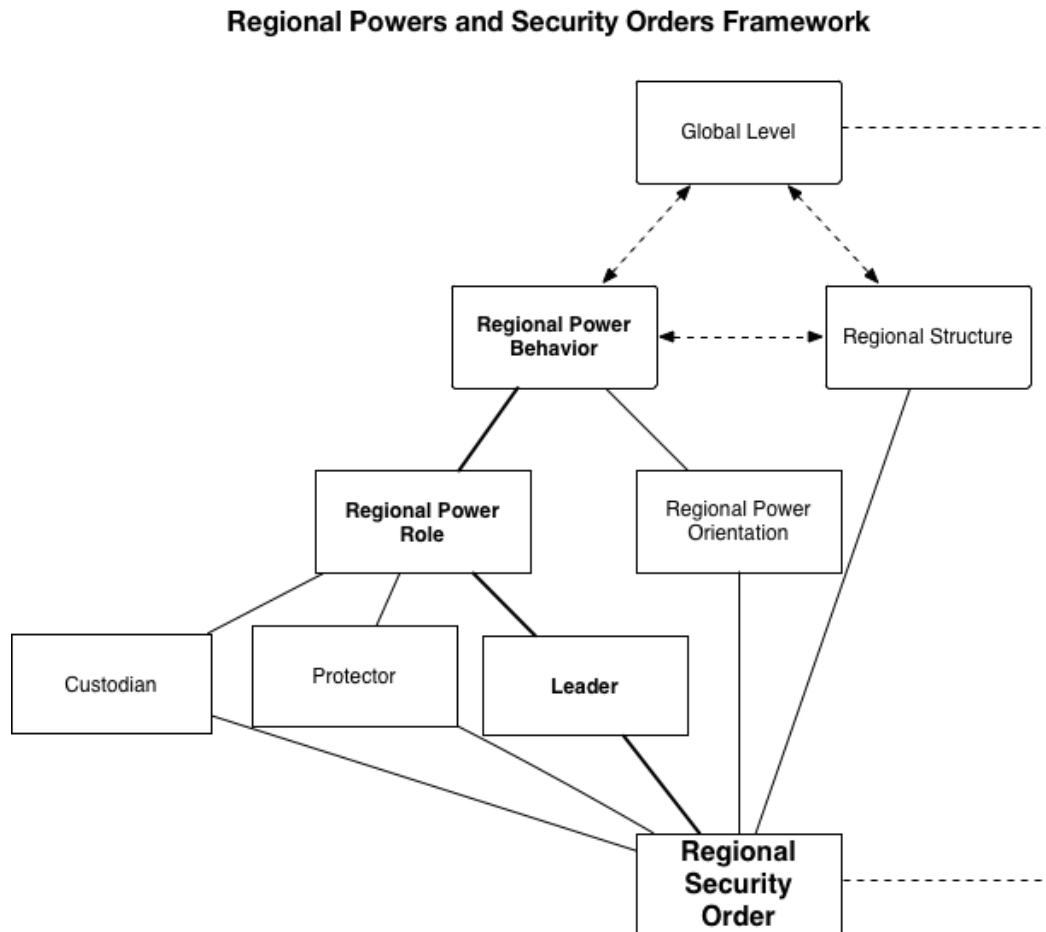 Regional Powers and Security Orders Framework
Global Level
Regional Power
Behavior
Regional Structure
Regional Power
Role
Regional Power
Orientation
Custodian
Protector
Leader
Regional
Security
Order